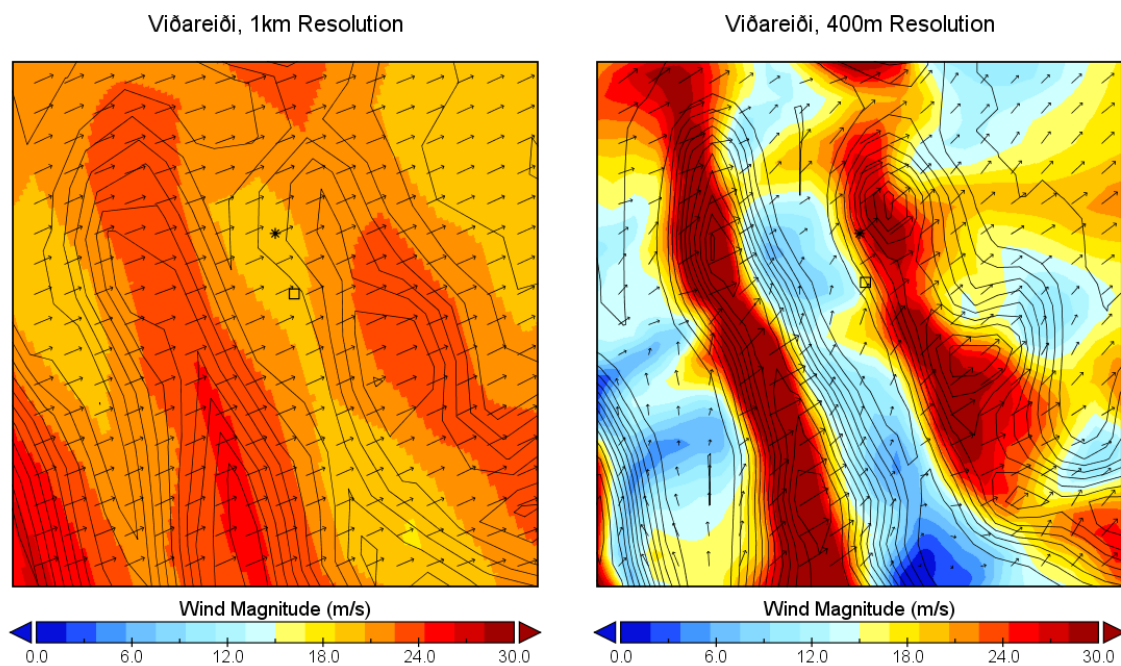 Viðareiði, 1km Resolution
Viðareiði, 400m Resolution
Wind Magnitude (m/s)
0.0 6.0 12.0 18.0 24.0 30.0
Wind Magnitude (m/s)
0.0 6.0 12.0 18.0 24.0 30.0